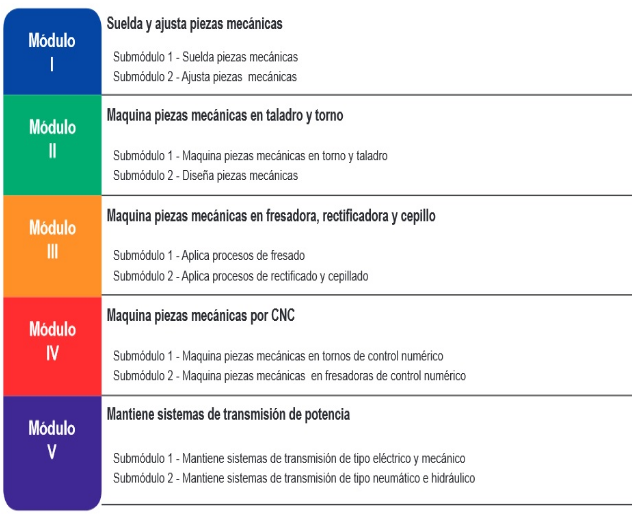 Módulo
I
Suelda y ajusta piezas mecánicas
Submódulo 1 - Suelda piezas mecánicas
Submódulo 2 - Ajusta piezas mecánicas
Módulo
II
Maquina piezas mecánicas en taladro y torno
Submódulo 1 - Maquina piezas mecánicas en torno y taladro
Submódulo 2 - Diseña piezas mecánicas
Módulo
III
Maquina piezas mecánicas en fresadora, rectificadora y cepillo
Submódulo 1 - Aplica procesos de fresado
Submódulo 2 - Aplica procesos de rectificado y cepillado
Módulo
IV
Maquina piezas mecánicas por CNC
Submódulo 1 - Maquina piezas mecánicas en tornos de control numérico
Submódulo 2 - Maquina piezas mecánicas en fresadoras de control numérico
Módulo
V
Mantiene sistemas de transmisión de potencia
Submódulo 1 - Mantiene sistemas de transmisión de tipo eléctrico y mecánico
Submódulo 2 - Mantiene sistemas de transmisión de tipo neumático e hidráulico